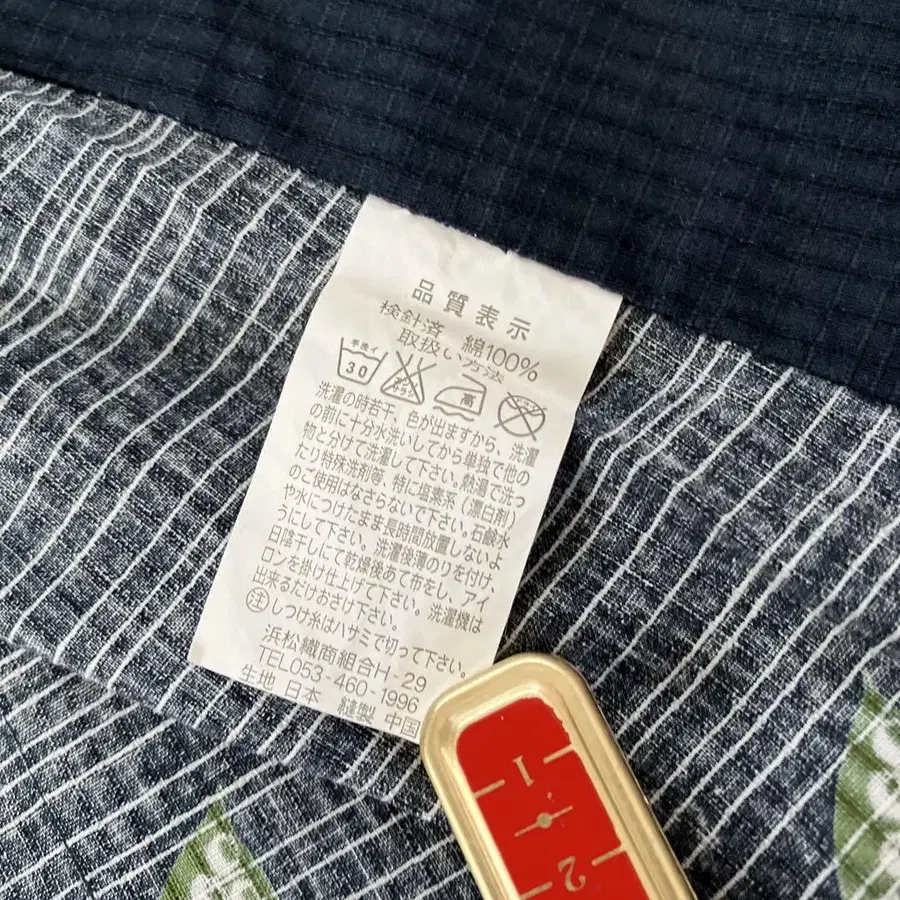 品質表示
検針済 綿100%
取扱い方法
手洗イ
30
エンソサラシ
高
ドライ
洗濯の時若干、色が出ますから、洗濯
の前に十分水洗いしてから単独で他の
物と分けて洗濯して下さい。熱湯で洗っ
たり特殊洗剤等、特に塩素系（漂白剤）
のご使用はなさらないで下さい。石鹸水
や水につけたまま長時間放置しないよ
うにして下さい。洗濯後薄のりを付け、
日陰干しにて乾燥後あて布をし、アイ
ロンを掛け仕上げて下さい。洗濯機は
出来るだけおさけ下さい。
注 しつけ糸はハサミで切って下さい。
浜松織商組合H-29
TEL053-460-1996
生地 日本 縫製 中国
1
2